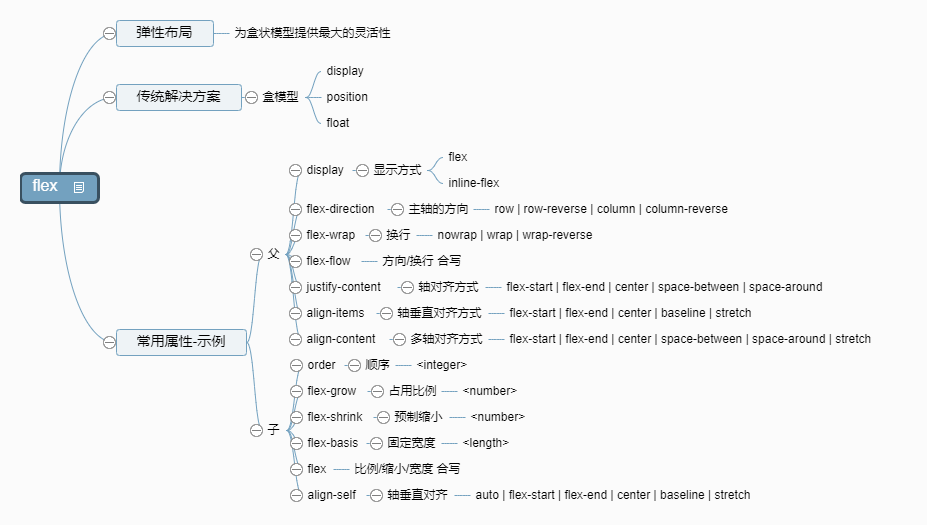 flex
弹性布局
为盒状模型提供最大的灵活性
传统解决方案
盒模型
display
position
float
常用属性-示例
父
display
显示方式
flex
inline-flex
flex-direction 主轴的方向 row | row-reverse | column | column-reverse
flex-wrap 换行 nowrap | wrap | wrap-reverse
flex-flow 方向/换行 合写
justify-content 轴对齐方式 flex-start | flex-end | center | space-between | space-around
align-items 轴垂直对齐方式 flex-start | flex-end | center | baseline | stretch
align-content 多轴对齐方式 flex-start | flex-end | center | space-between | space-around | stretch
子
order 顺序 <integer>
flex-grow 占用比例 <number>
flex-shrink 预制缩小 <number>
flex-basis 固定宽度 <length>
flex 比例/缩小/宽度 合写
align-self 轴垂直对齐 auto | flex-start | flex-end | center | baseline | stretch